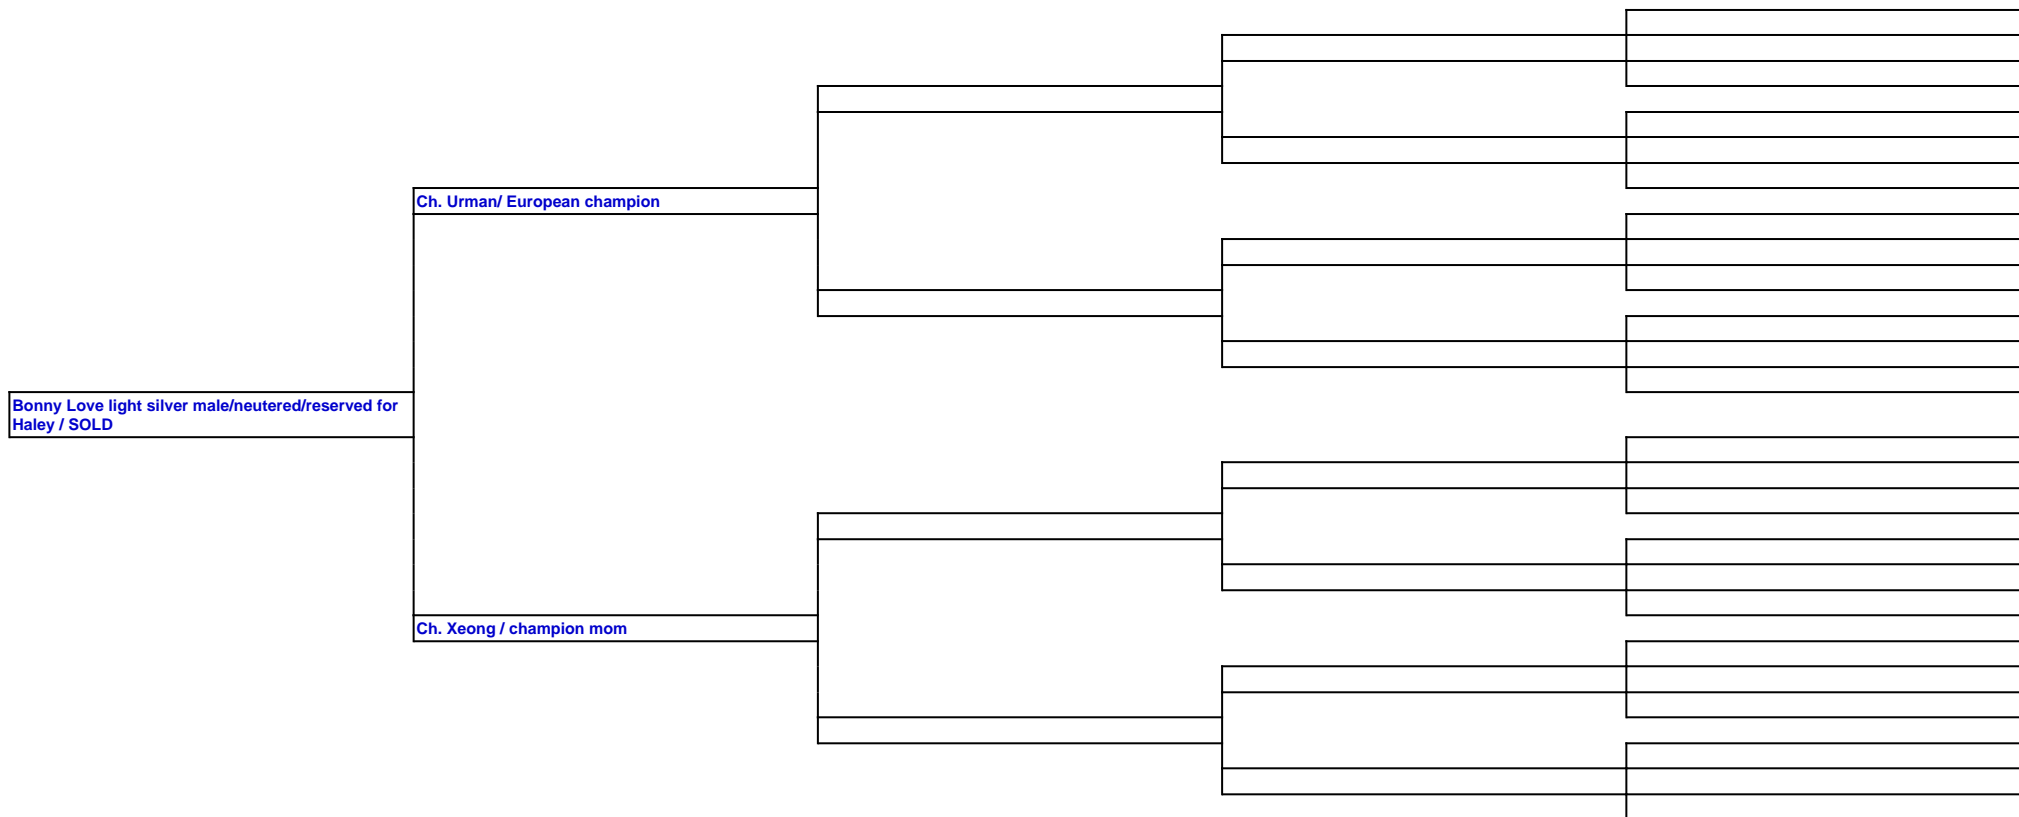 Ch. Urman/ European champion
Bonny Love light silver male/neutered/reserved for
Haley / SOLD
Ch. Xeong / champion mom